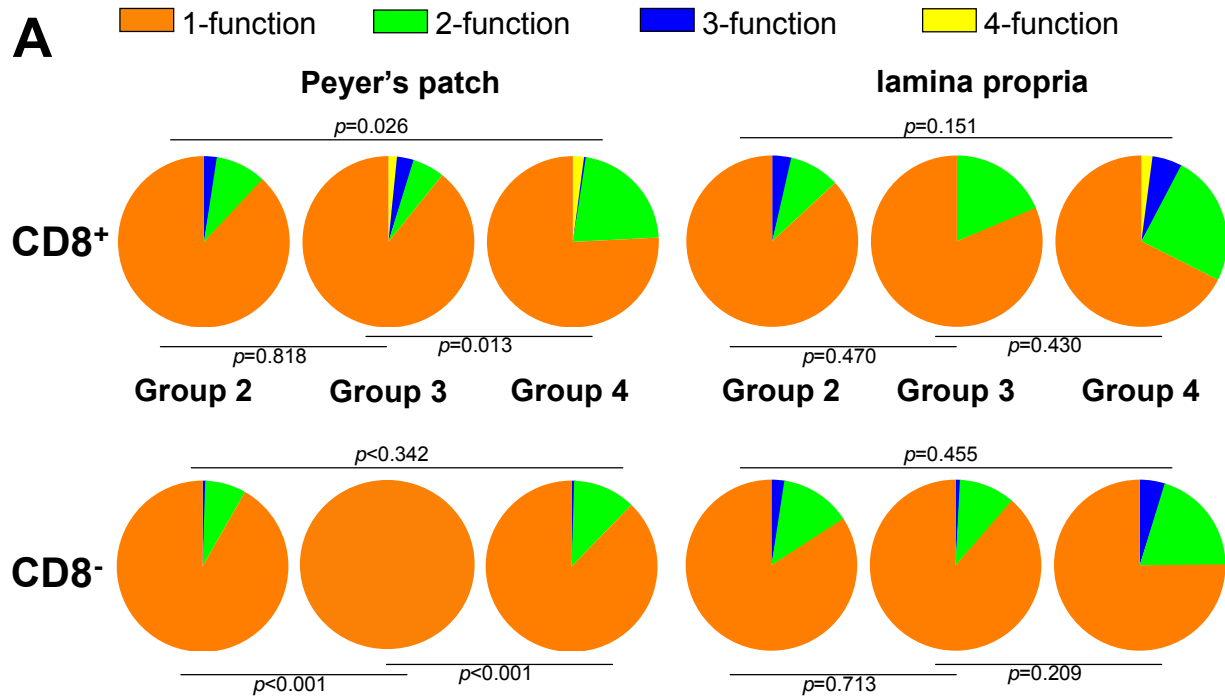 A
1-function 2-function 3-function 4-function
Peyer's patch lamina propria
p=0.026 p=0.151
CD8⁺
p=0.818 p=0.013 p=0.470 p=0.430
Group 2 Group 3 Group 4 Group 2 Group 3 Group 4
p<0.342 p=0.455
CD8⁻
p<0.001 p<0.001 p=0.713 p=0.209